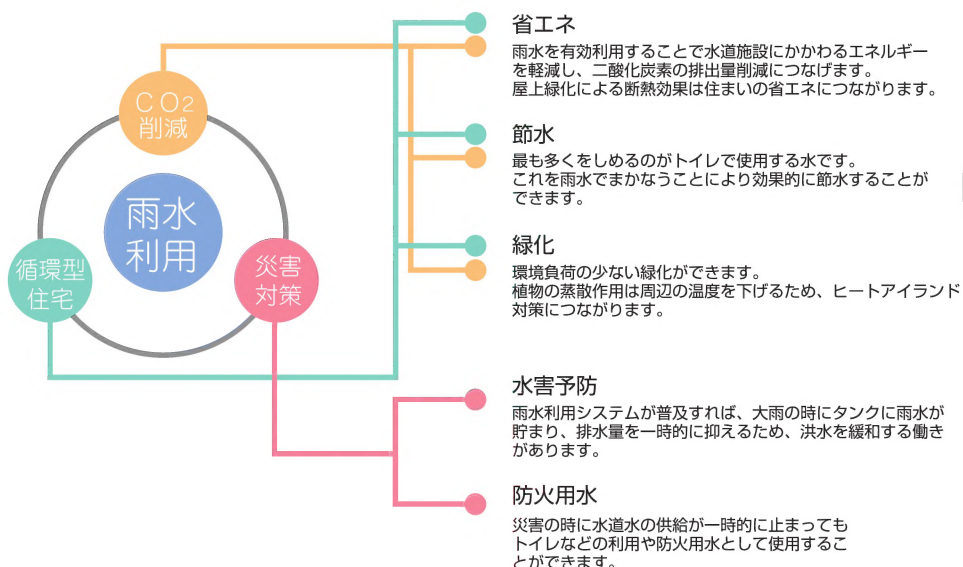 CO2
削減
雨水
利用
循環型
住宅
災害
対策
省エネ
雨水を有効利用することで水道施設にかかわるエネルギー
を軽減し、二酸化炭素の排出量削減につなげます。
屋上緑化による断熱効果は住まいの省エネにつながります。
節水
最も多くをしめるのがトイレで使用する水です。
これを雨水でまかなうことにより効果的に節水することが
できます。
緑化
環境負荷の少ない緑化ができます。
植物の蒸散作用は周辺の温度を下げるため、ヒートアイランド
対策につながります。
水害予防
雨水利用システムが普及すれば、大雨の時にタンクに雨水が
貯まり、排水量を一時的に抑えるため、洪水を緩和する働き
があります。
防火用水
災害の時に水道水の供給が一時的に止まっても
トイレなどの利用や防火用水として使用するこ
とができます。